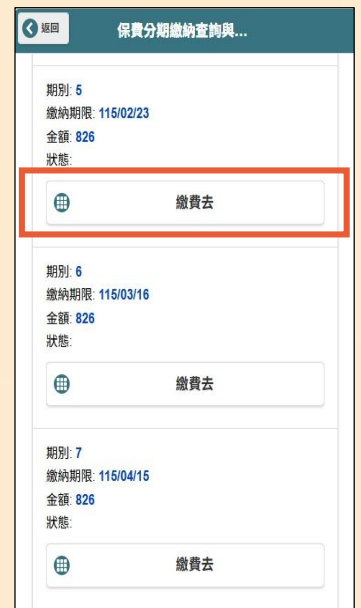 返回
保費分期繳納查詢與...
期別: 5
繳納期限: 115/02/23
金額: 826
狀態:
繳費去
期別: 6
繳納期限: 115/03/16
金額: 826
狀態:
繳費去
期別: 7
繳納期限: 115/04/15
金額: 826
狀態:
繳費去